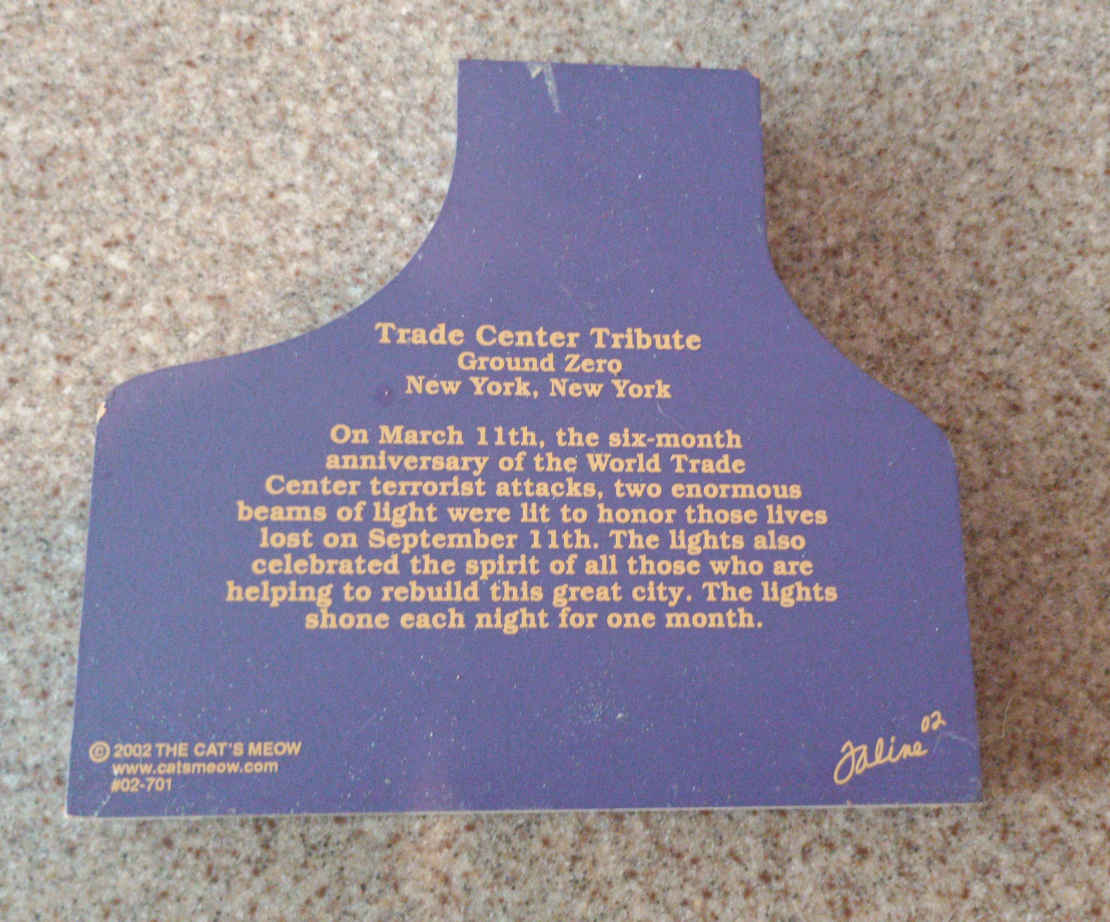 Trade Center Tribute
Ground Zero
New York, New York
On March 11th, the six-month
anniversary of the World Trade
Center terrorist attacks, two enormous
beams of light were lit to honor those lives
lost on September 11th. The lights also
celebrated the spirit of all those who are
helping to rebuild this great city. The lights
shone each night for one month.
© 2002 THE CAT'S MEOW
www.catsmeow.com
#02-701
Faline 02